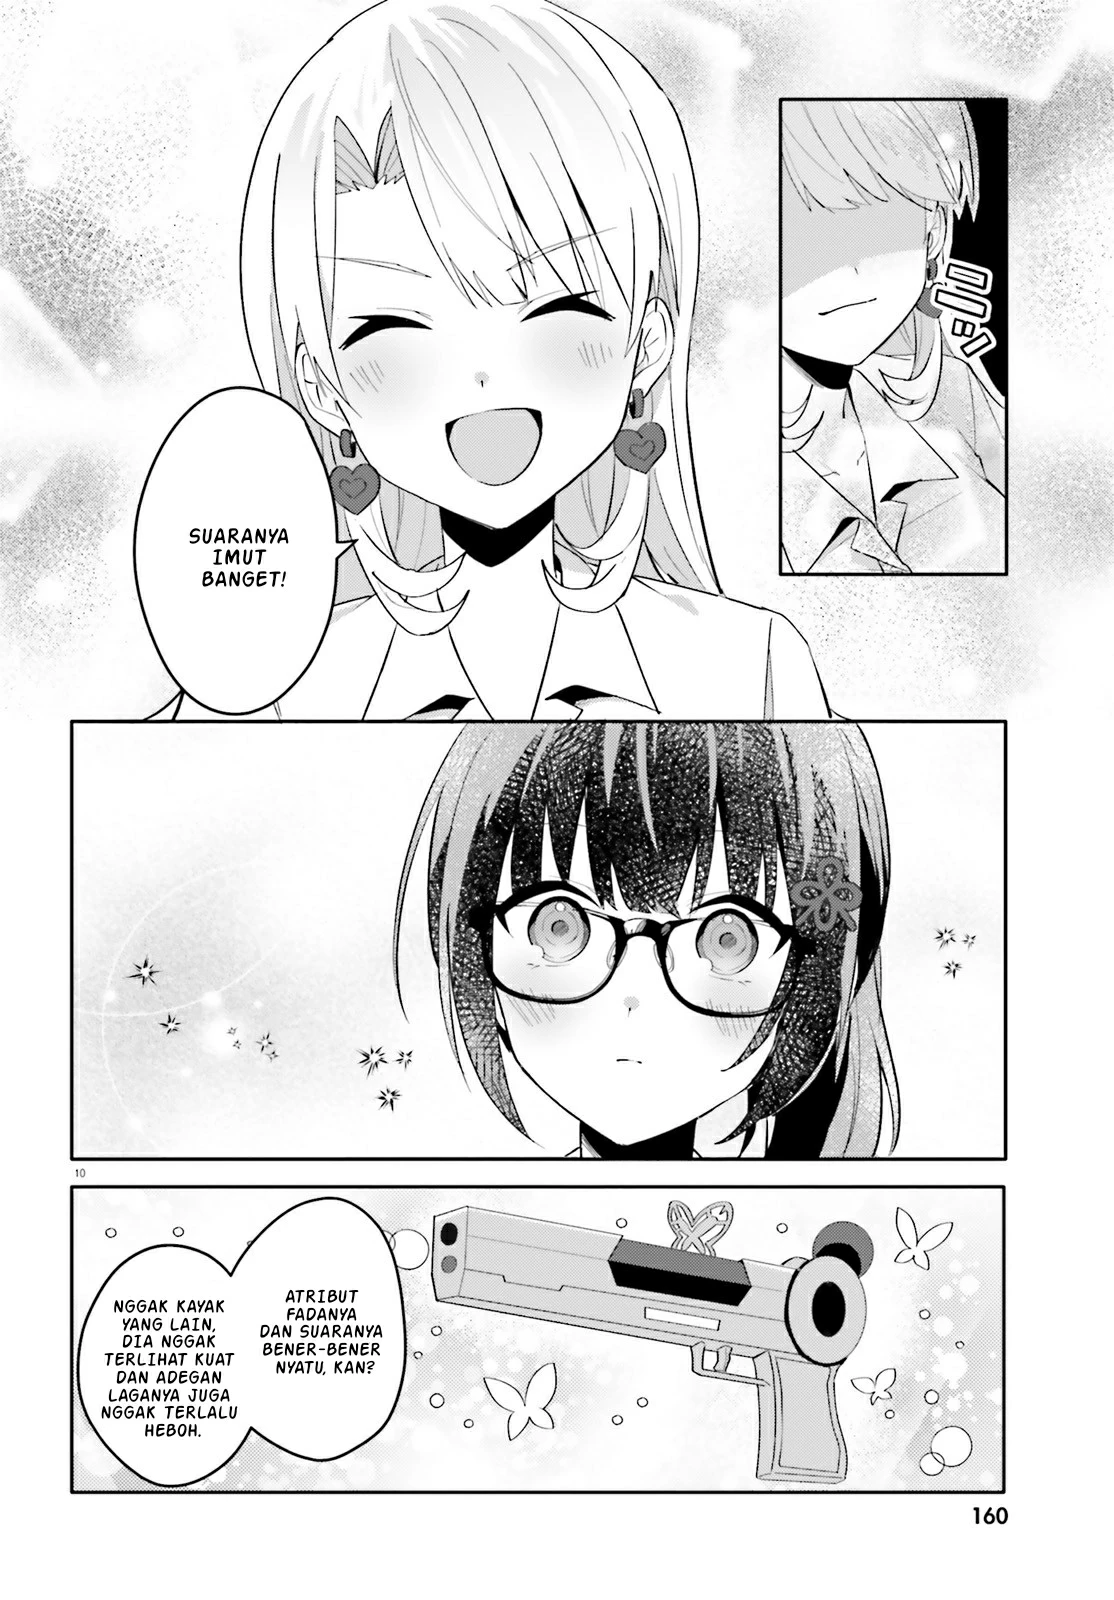 ロニッ
SUARANYA
IMUT
BANGET!
10
ATRIBUT
FADANYA
DAN SUARANYA
BENER-BENER
NYATU, KAN?
NGGAK KAYAK
YANG LAIN,
DIA NGGAK
TERLIHAT KUAT
DAN ADEGAN
LAGANYA JUGA
NGGAK TERLALU
HEBOH.
160